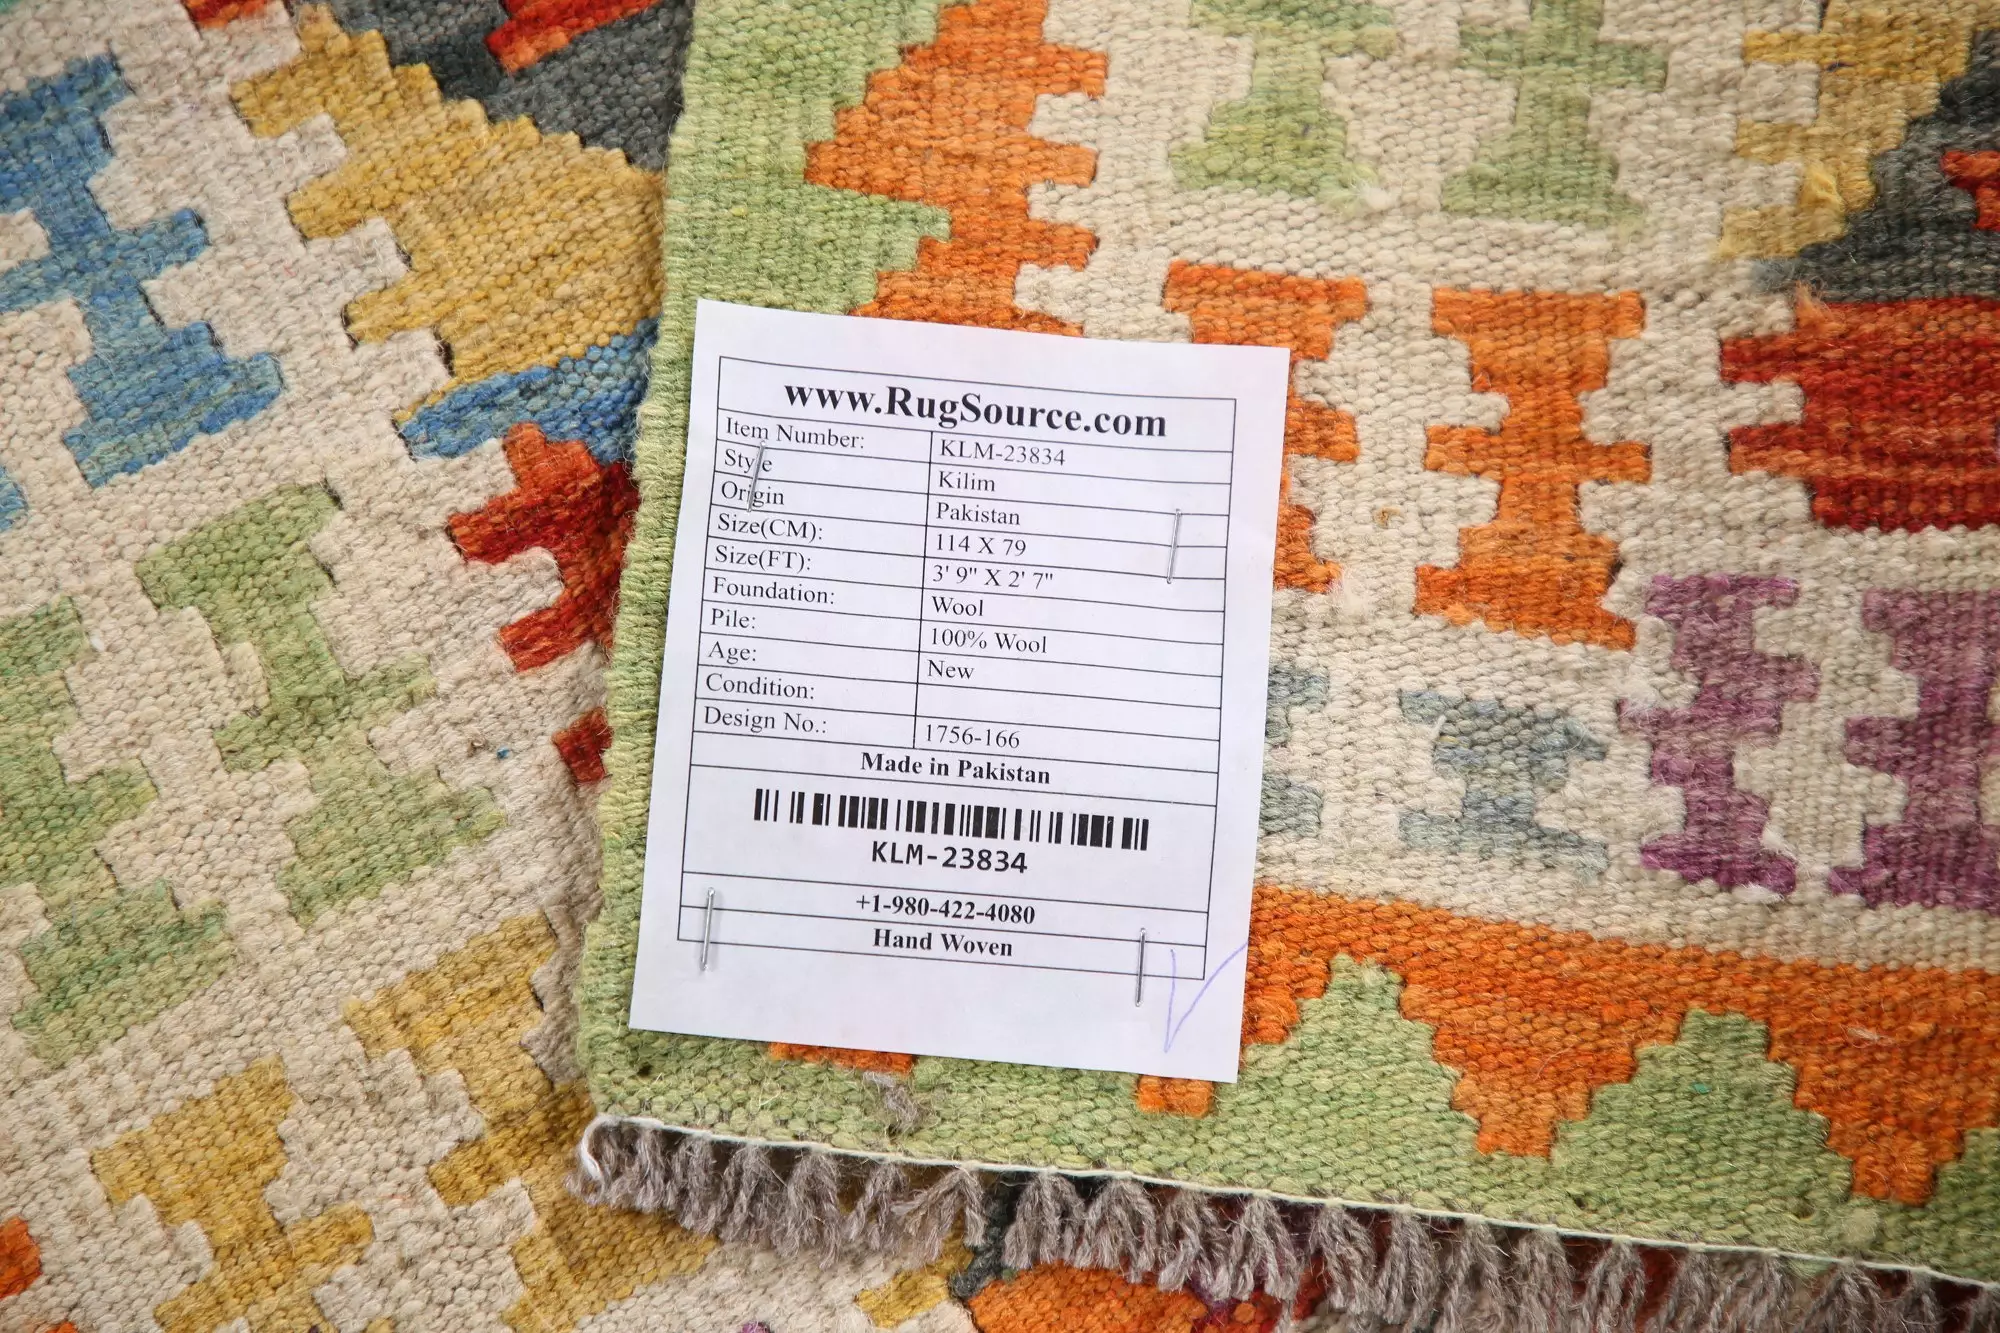 www.RugSource.com
Item Number: KLM-23834
Style Kilim
Origin Pakistan
Size(CM): 114 X 79
Size(FT): 3' 9" X 2' 7"
Foundation: Wool
Pile: 100% Wool
Age: New
Condition:
Design No.: 1756-166
Made in Pakistan
KLM-23834
+1-980-422-4080
Hand Woven